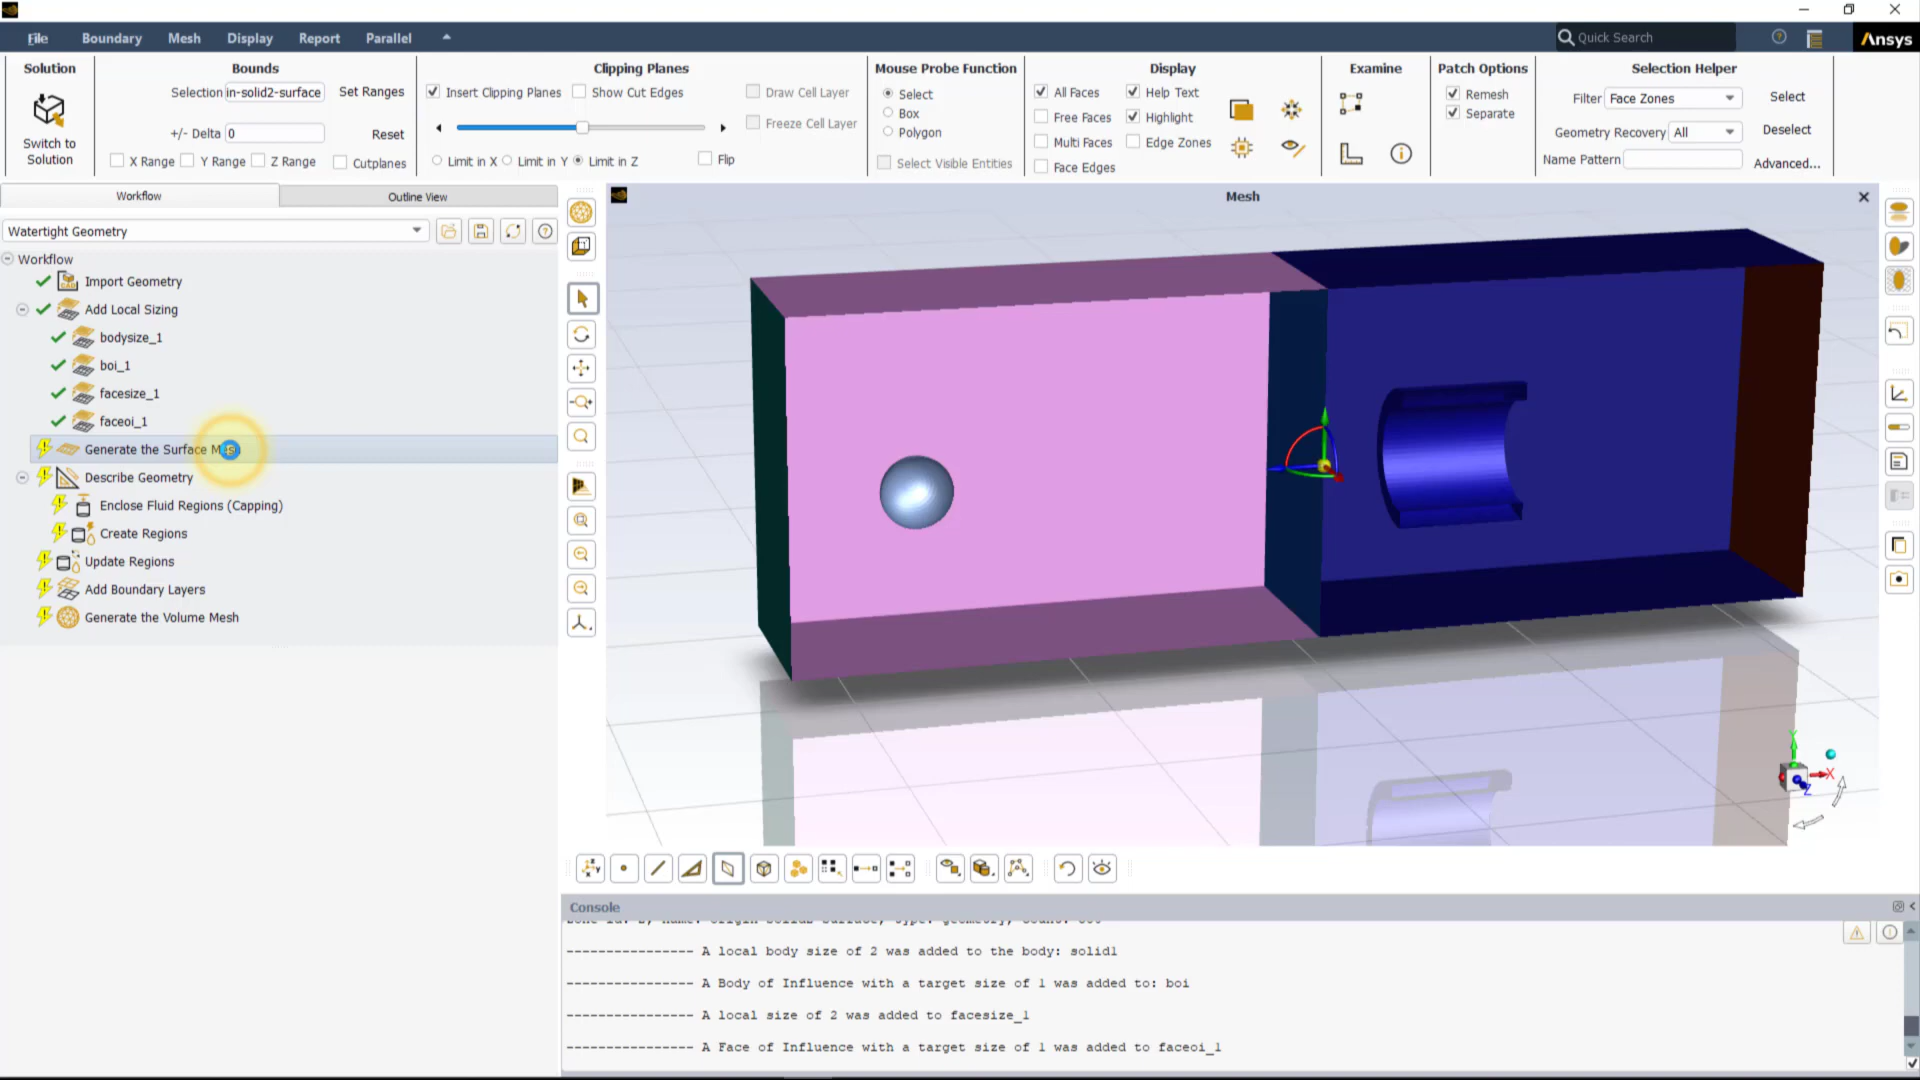 File Boundary Mesh Display Report Parallel Quick Search Ansys
Solution Bounds Clipping Planes Mouse Probe Function Display Examine Patch Options Selection Helper
Selection in-solid2-surface Set Ranges
Insert Clipping Planes Show Cut Edges Draw Cell Layer
Select
All Faces Help Text
Remesh
Filter Face Zones Select
Switch to
Solution
+/- Delta 0 Reset
Freeze Cell Layer
Box
Free Faces Highlight
Separate
Geometry Recovery All Deselect
Polygon
Multi Faces Edge Zones
X Range Y Range Z Range Cutplanes
Limit in X Limit in Y Limit in Z Flip
Select Visible Entities
Face Edges
Name Pattern Advanced...
Workflow Outline View
Mesh
Watertight Geometry
Workflow
Import Geometry
Add Local Sizing
bodysize_1
boi_1
facesize_1
faceoi_1
Generate the Surface Mesh
Describe Geometry
Enclose Fluid Regions (Capping)
Create Regions
Update Regions
Add Boundary Layers
Generate the Volume Mesh
Y
X
Z
Console
---------------- A local body size of 2 was added to the body: solid1
---------------- A Body of Influence with a target size of 1 was added to: boi
---------------- A local size of 2 was added to facesize_1
---------------- A Face of Influence with a target size of 1 was added to faceoi_1